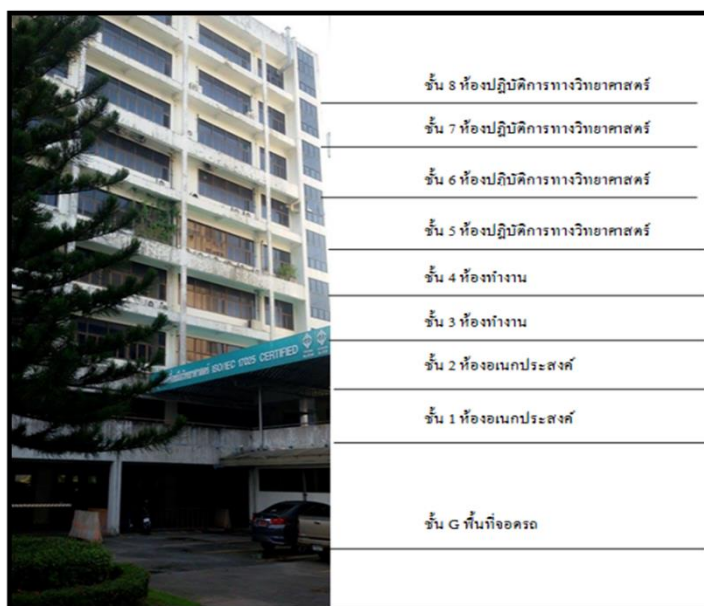 ชั้น 8 ห้องปฏิบัติการทางวิทยาศาสตร์
ชั้น 7 ห้องปฏิบัติการทางวิทยาศาสตร์
ชั้น 6 ห้องปฏิบัติการทางวิทยาศาสตร์
ชั้น 5 ห้องปฏิบัติการทางวิทยาศาสตร์
ชั้น 4 ห้องทำงาน
ชั้น 3 ห้องทำงาน
ISO/IEC 17025 CERTIFIED
ชั้น 2 ห้องอเนกประสงค์
ชั้น 1 ห้องอเนกประสงค์
ชั้น G พื้นที่จอดรถ